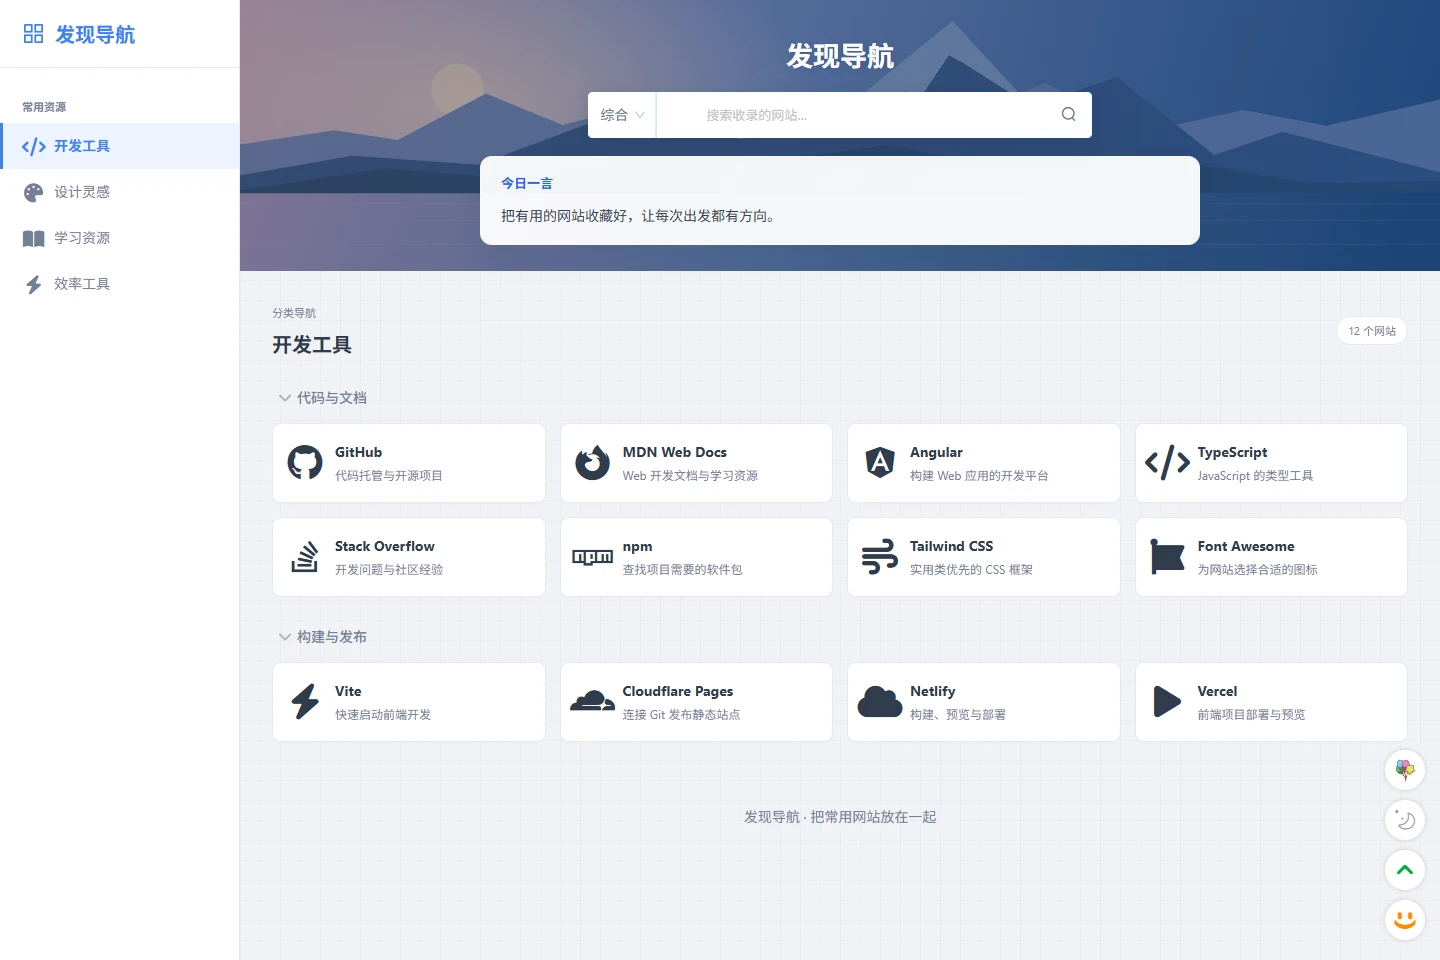 发现导航
常用资源
开发工具
设计灵感
学习资源
效率工具
发现导航
综合
搜索收录的网站...
今日一言
把有用的网站收藏好，让每次出发都有方向。
分类导航
开发工具
12 个网站
代码与文档
GitHub
代码托管与开源项目
MDN Web Docs
Web 开发文档与学习资源
Angular
构建 Web 应用的开发平台
TypeScript
JavaScript 的类型工具
Stack Overflow
开发问题与社区经验
npm
查找项目需要的软件包
Tailwind CSS
实用类优先的 CSS 框架
Font Awesome
为网站选择合适的图标
构建与发布
Vite
快速启动前端开发
Cloudflare Pages
连接 Git 发布静态站点
Netlify
构建、预览与部署
Vercel
前端项目部署与预览
发现导航 · 把常用网站放在一起